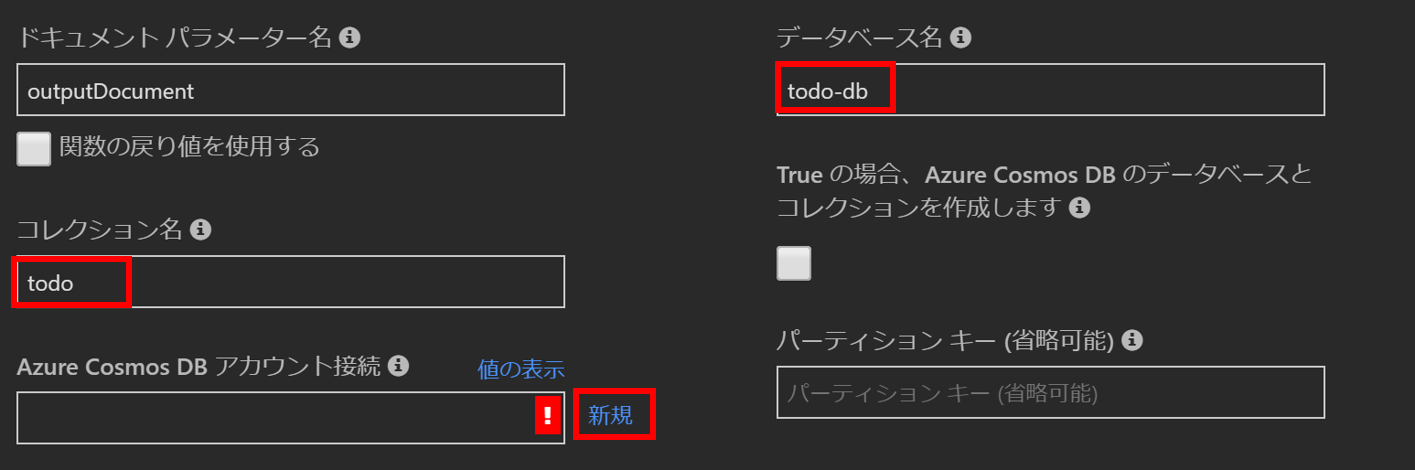 ドキュメント パラメーター名
outputDocument
関数の戻り値を使用する
コレクション名
todo
Azure Cosmos DB アカウント接続
値の表示
!
新規
データベース名
todo-db
True の場合、Azure Cosmos DB のデータベースと
コレクションを作成します
パーティション キー (省略可能)
パーティション キー (省略可能)